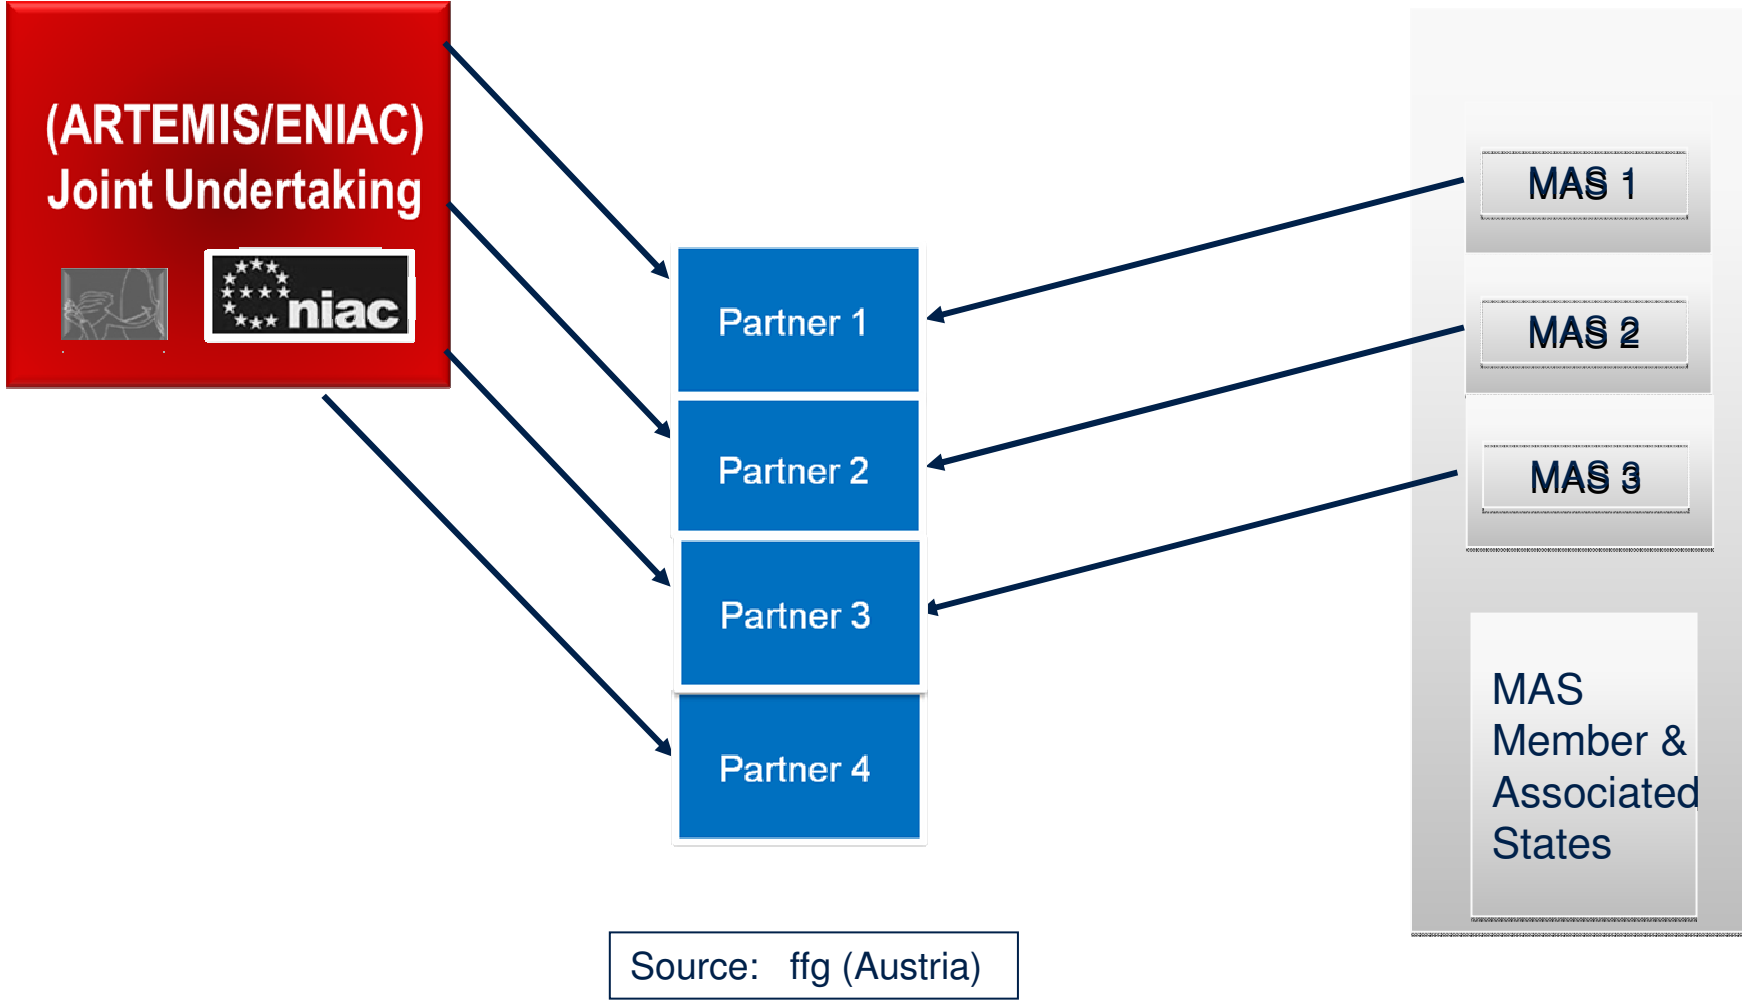 (ARTEMIS/ENIAC)
Joint Undertaking
eniac
Partner 1
Partner 2
Partner 3
Partner 4
MAS 1
MAS 2
MAS 3
MAS
Member &
Associated
States
Source: ffg (Austria)